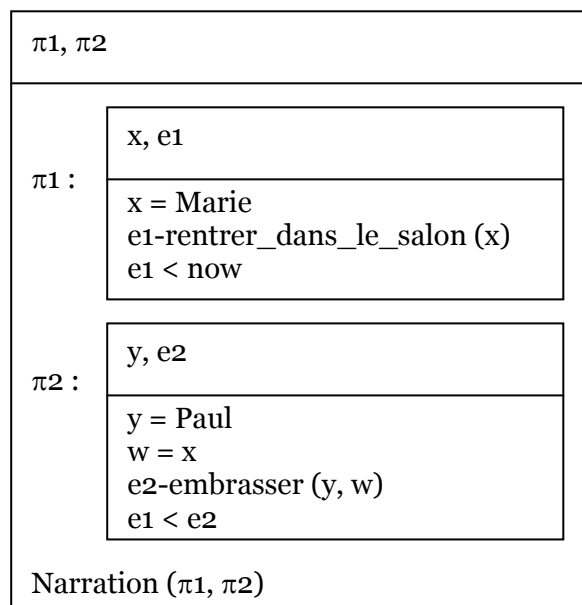 π1, π2
x, e1
π1 :
x = Marie
e1-rentrer_dans_le_salon (x)
e1 < now
y, e2
π2 :
y = Paul
w = x
e2-embrasser (y, w)
e1 < e2
Narration (π1, π2)